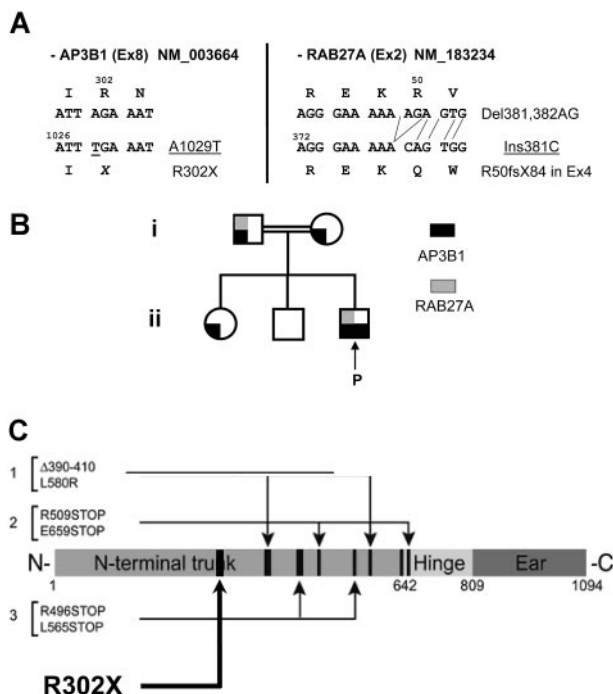 A
- AP3B1 (Ex8) NM_003664
302
I R N
ATT AGA AAT
1026
ATT TGA AAT A1029T
I X R302X
- RAB27A (Ex2) NM_183234
50
R E K R V
AGG GAA AAA AGA GTG Del381,382AG
372
AGG GAA AAA CAG TGG Ins381C
R E K Q W R50fsX84 in Ex4
B
i
AP3B1
RAB27A
ii
P
C
1 Δ390-410
L580R
2 R509STOP
E659STOP
N- N-terminal trunk Hinge Ear -C
1 642 809 1094
3 R496STOP
L565STOP
R302X